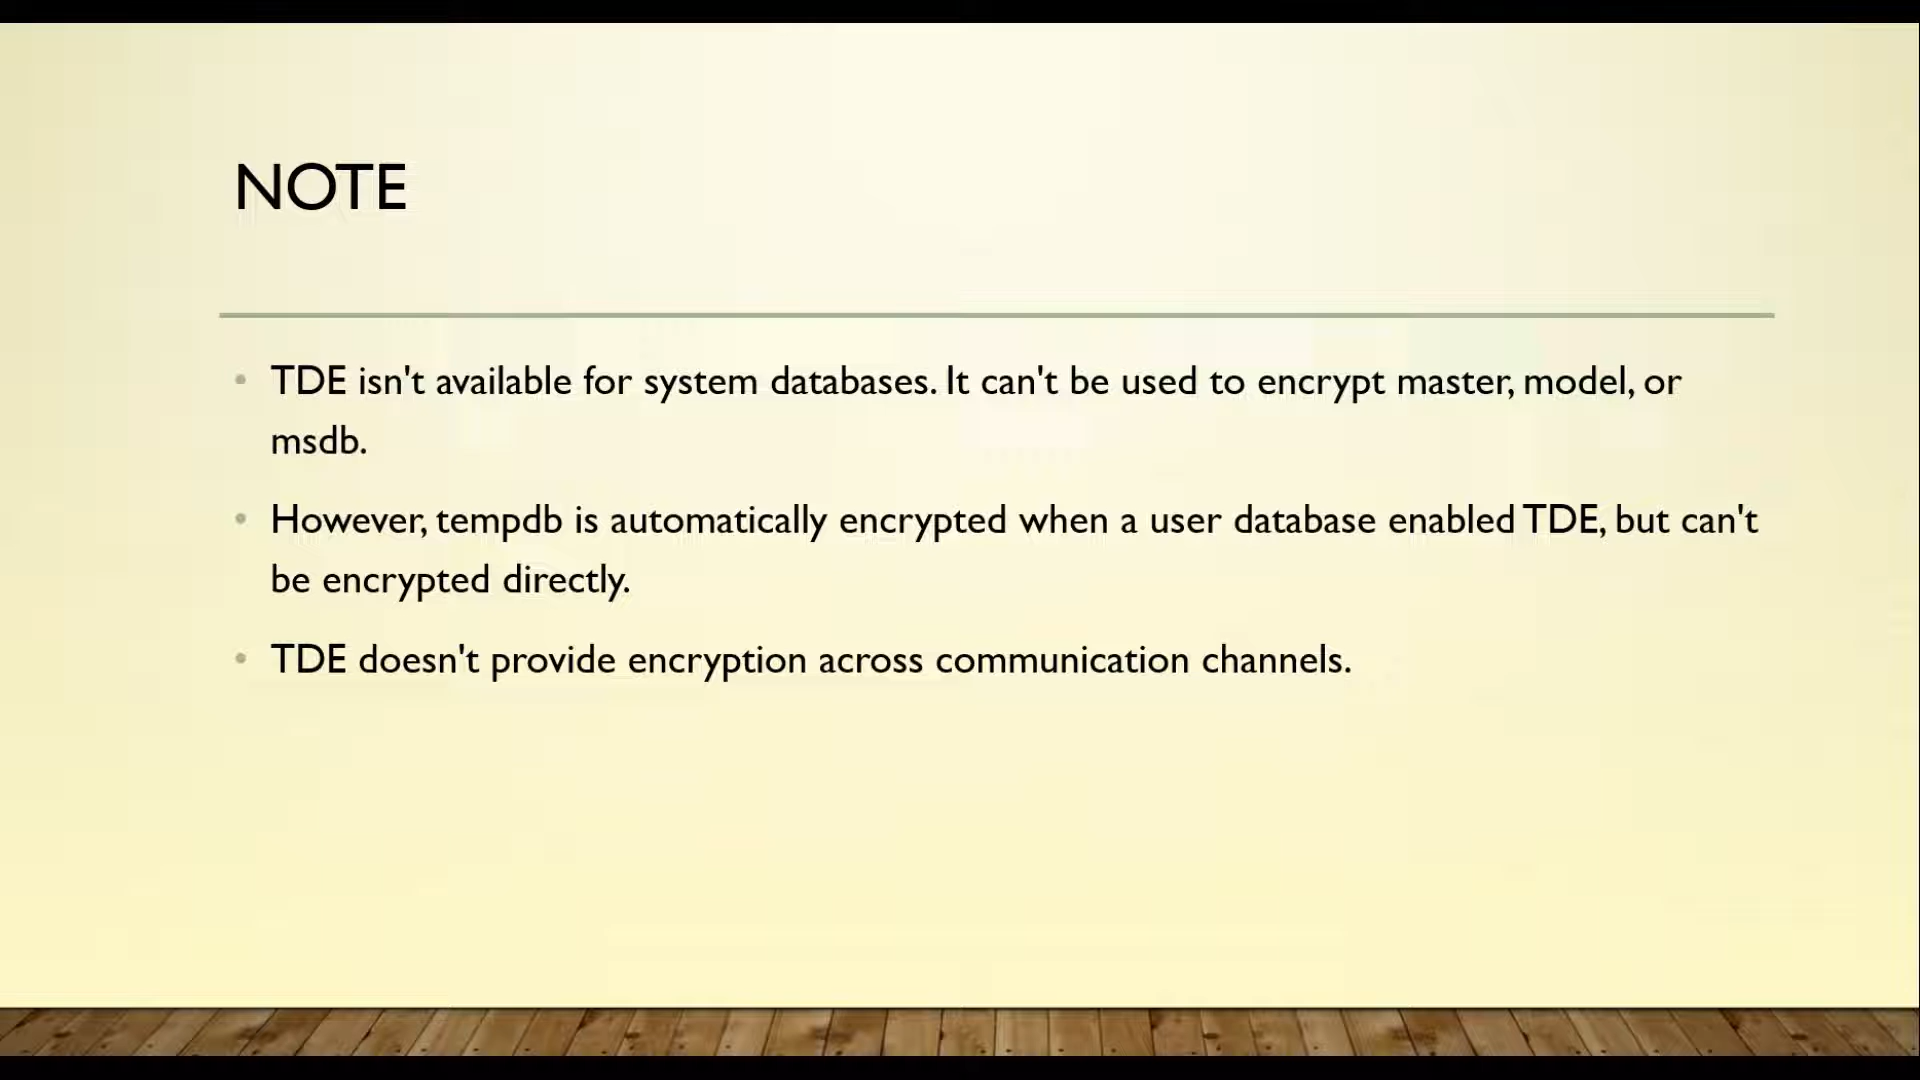 NOTE
• TDE isn't available for system databases. It can't be used to encrypt master, model, or
msdb.
• However, tempdb is automatically encrypted when a user database enabled TDE, but can't
be encrypted directly.
• TDE doesn't provide encryption across communication channels.